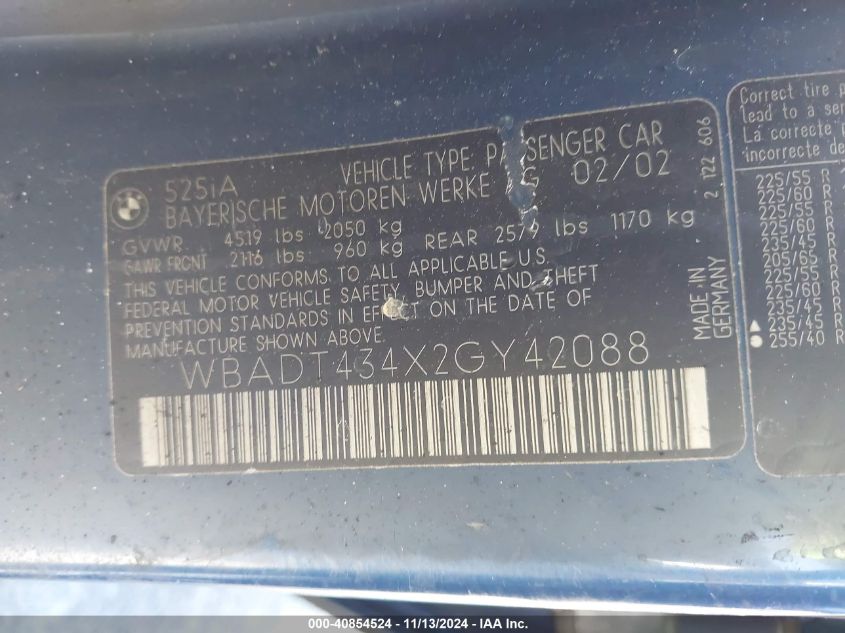 525iA VEHICLE TYPE: PASSENGER CAR
BAYERISCHE MOTOREN WERKE AG 02/02
GVWR 4519 lbs 2050 kg
GAWR FRONT 2116 lbs 960 kg REAR 2579 lbs 1170 kg
THIS VEHICLE CONFORMS TO ALL APPLICABLE U.S.
FEDERAL MOTOR VEHICLE SAFETY, BUMPER AND THEFT
PREVENTION STANDARDS IN EFFECT ON THE DATE OF
MANUFACTURE SHOWN ABOVE.
WBADT434X2GY42088
MADE IN
GERMANY
2 122 606
Correct tire p
lead to a ser
La correcte
incorrecte de
225/55 R
225/60 R
225/55 R
225/60 R
235/45 R
205/65 R
225/55 R
225/60 R
235/45 R
235/45 R
255/40 R
WBO-40854524 - 11/13/2024 - IAA Inc.